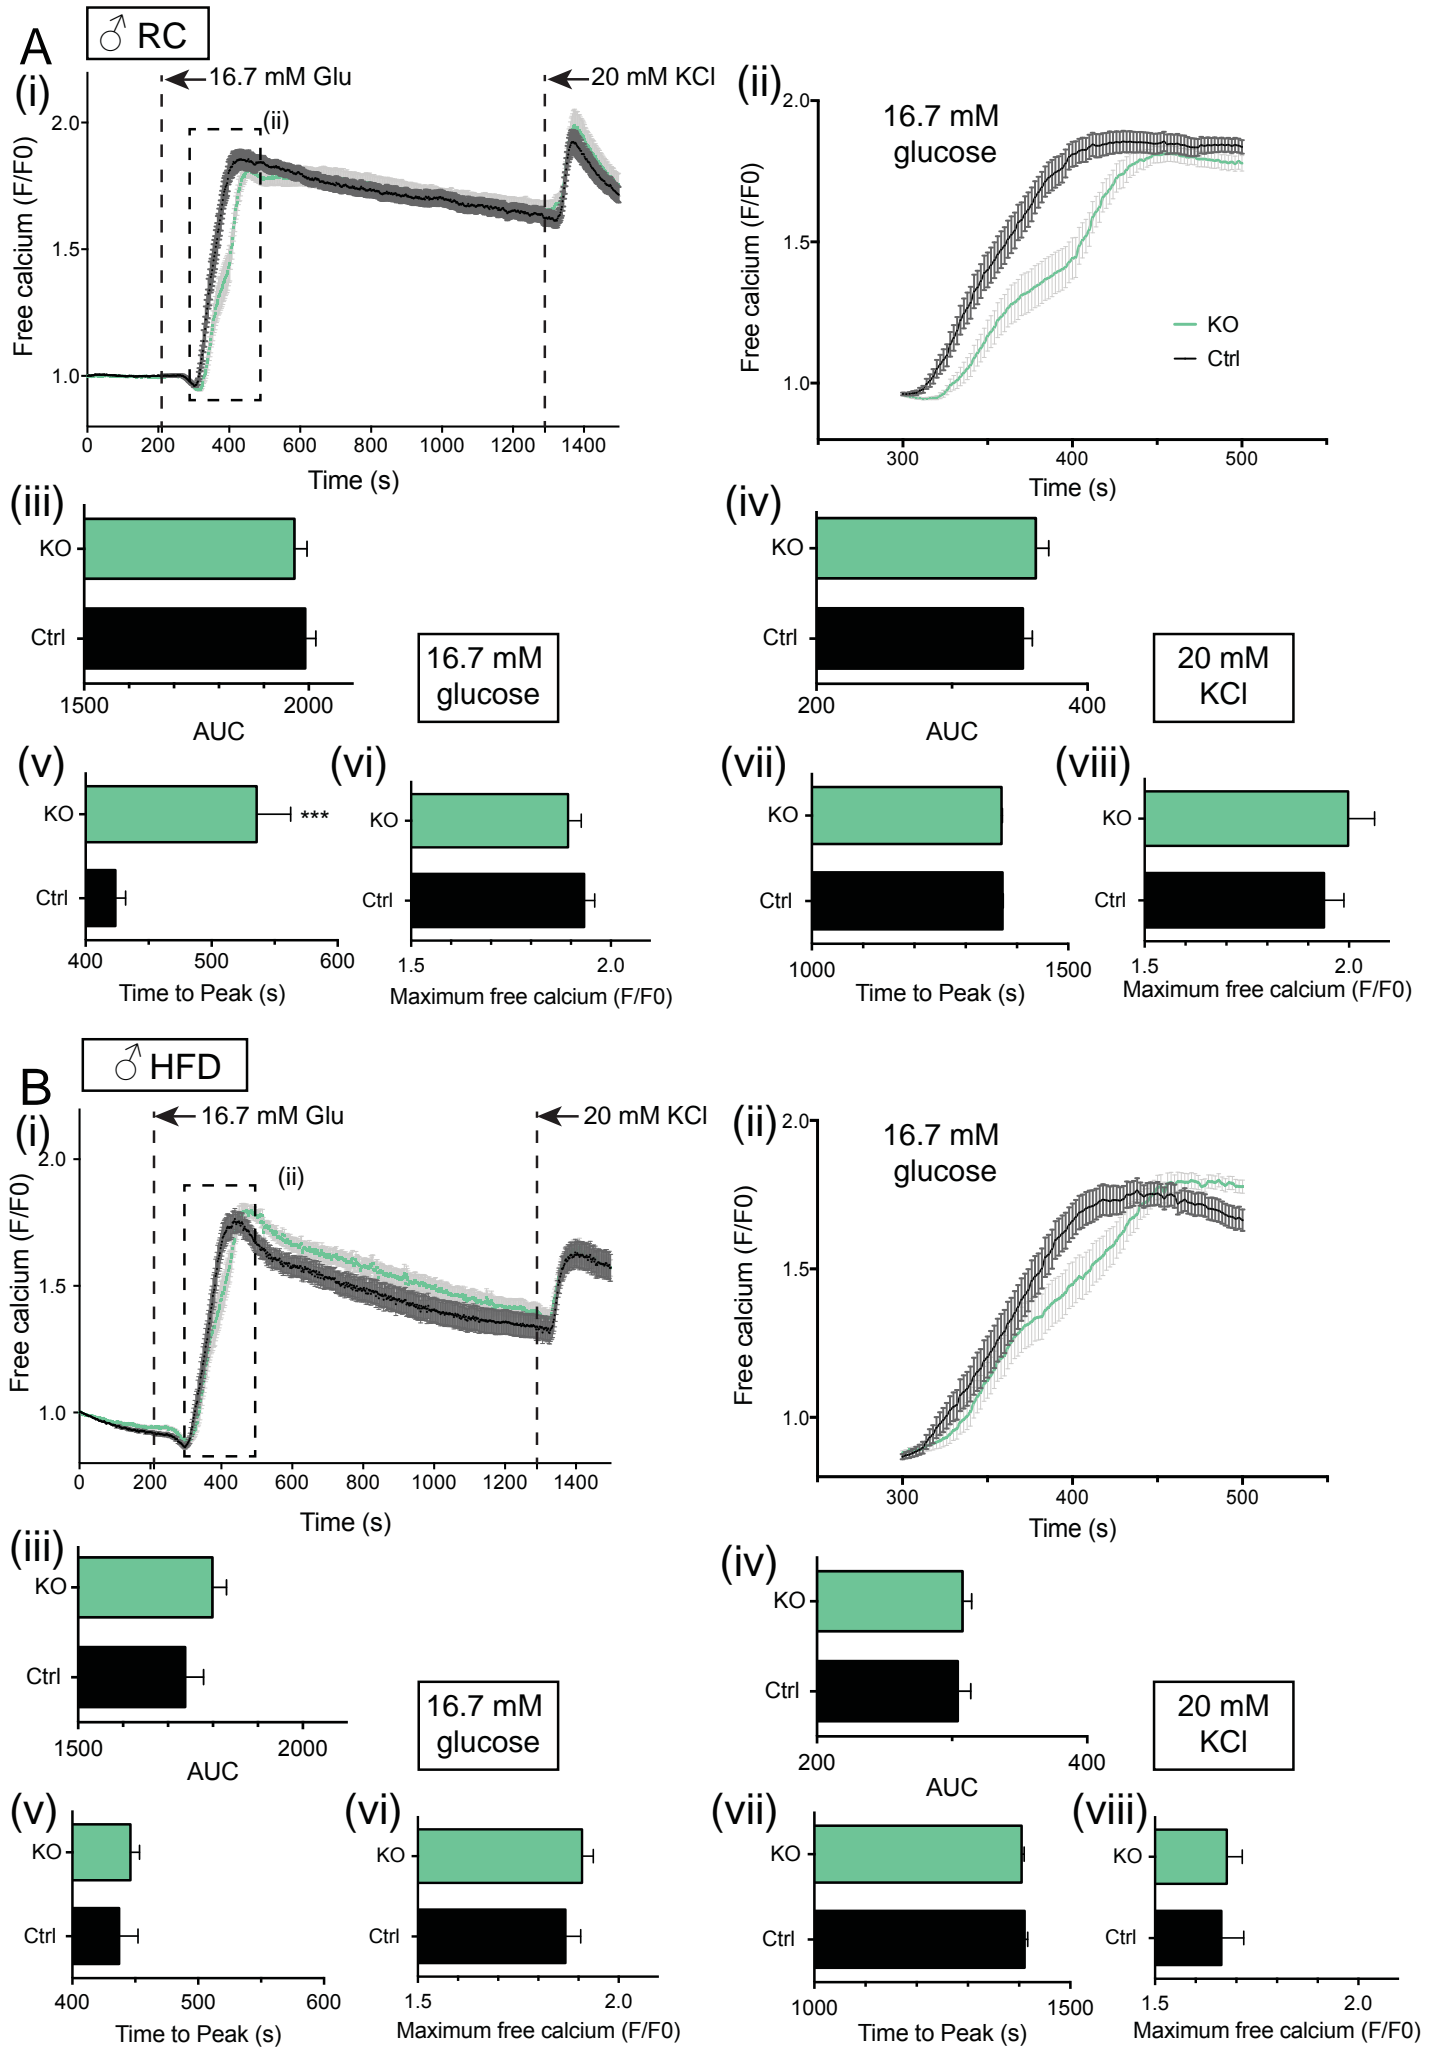 A
♂ RC
(i)
16.7 mM Glu
20 mM KCl
(ii)
Free calcium (F/F0)
2.0
1.5
1.0
0
200
400
600
800
1000
1200
1400
Time (s)
(ii)
16.7 mM
glucose
Free calcium (F/F0)
2.0
1.5
1.0
KO
Ctrl
300
400
500
Time (s)
(iii)
KO
Ctrl
1500
2000
AUC
16.7 mM
glucose
(iv)
KO
Ctrl
200
400
AUC
20 mM
KCl
(v)
KO
***
Ctrl
400
500
600
Time to Peak (s)
(vi)
KO
Ctrl
1.5
2.0
Maximum free calcium (F/F0)
(vii)
KO
Ctrl
1000
1500
Time to Peak (s)
(viii)
KO
Ctrl
1.5
2.0
Maximum free calcium (F/F0)
B
♂ HFD
(i)
16.7 mM Glu
20 mM KCl
(ii)
Free calcium (F/F0)
2.0
1.5
1.0
0
200
400
600
800
1000
1200
1400
Time (s)
(ii)
16.7 mM
glucose
Free calcium (F/F0)
2.0
1.5
1.0
300
400
500
Time (s)
(iii)
KO
Ctrl
1500
2000
AUC
16.7 mM
glucose
(iv)
KO
Ctrl
200
400
AUC
20 mM
KCl
(v)
KO
Ctrl
400
500
600
Time to Peak (s)
(vi)
KO
Ctrl
1.5
2.0
Maximum free calcium (F/F0)
(vii)
KO
Ctrl
1000
1500
Time to Peak (s)
(viii)
KO
Ctrl
1.5
2.0
Maximum free calcium (F/F0)